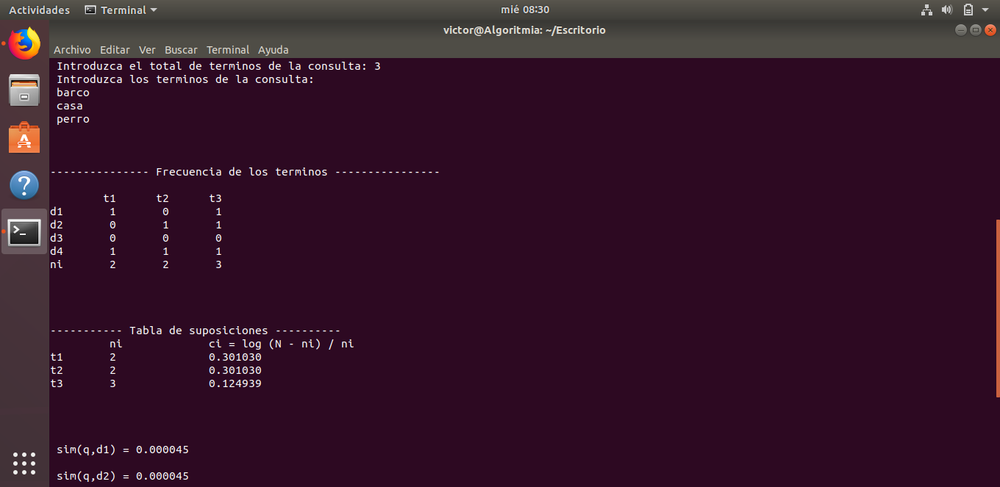 Actividades Terminal mié 08:30
victor@Algoritmia: ~/Escritorio
Archivo Editar Ver Buscar Terminal Ayuda
Introduzca el total de terminos de la consulta: 3
Introduzca los terminos de la consulta:
barco
casa
perro
--------------- Frecuencia de los terminos ----------------
t1 t2 t3
d1 1 0 1
d2 0 1 1
d3 0 0 0
d4 1 1 1
ni 2 2 3
----------- Tabla de suposiciones ----------
ni ci = log (N - ni) / ni
t1 2 0.301030
t2 2 0.301030
t3 3 0.124939
sim(q,d1) = 0.000045
sim(q,d2) = 0.000045